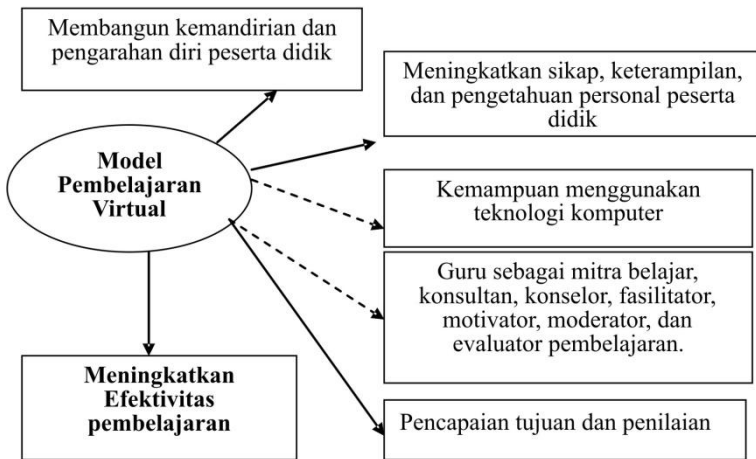 Membangun kemandirian dan
pengarahan diri peserta didik
Meningkatkan sikap, keterampilan,
dan pengetahuan personal peserta
didik
Model
Pembelajaran
Virtual
Kemampuan menggunakan
teknologi komputer
Guru sebagai mitra belajar,
konsultan, konselor, fasilitator,
motivator, moderator, dan
evaluator pembelajaran.
Meningkatkan
Efektivitas
pembelajaran
Pencapaian tujuan dan penilaian